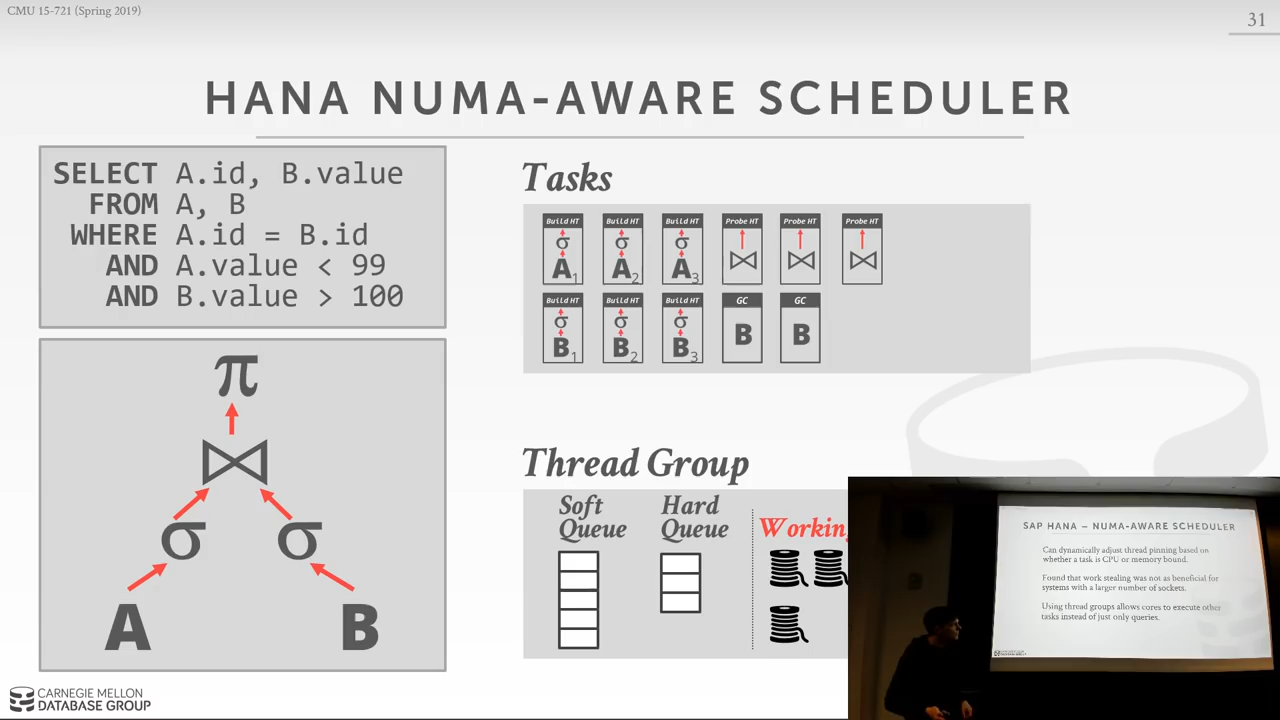 CMU 15-721 (Spring 2019)
31
HANA NUMA-AWARE SCHEDULER
SELECT A.id, B.value
FROM A, B
WHERE A.id = B.id
AND A.value < 99
AND B.value > 100
π
⋈
σ σ
A B
Tasks
Build HT Build HT Build HT Probe HT Probe HT Probe HT
σ σ σ ⋈ ⋈ ⋈
A1 A2 A3
Build HT Build HT Build HT GC GC
σ σ σ
B1 B2 B3 B B
Thread Group
Soft Queue
Hard Queue
Working
SAP HANA – NUMA-AWARE SCHEDULER
Can dynamically adjust thread pinning based on
whether a task is CPU or memory bound.
Found that work stealing was not as beneficial for
systems with a larger number of sockets.
Using thread groups allows cores to execute other
tasks instead of just only queries.
CARNEGIE MELLON
DATABASE GROUP